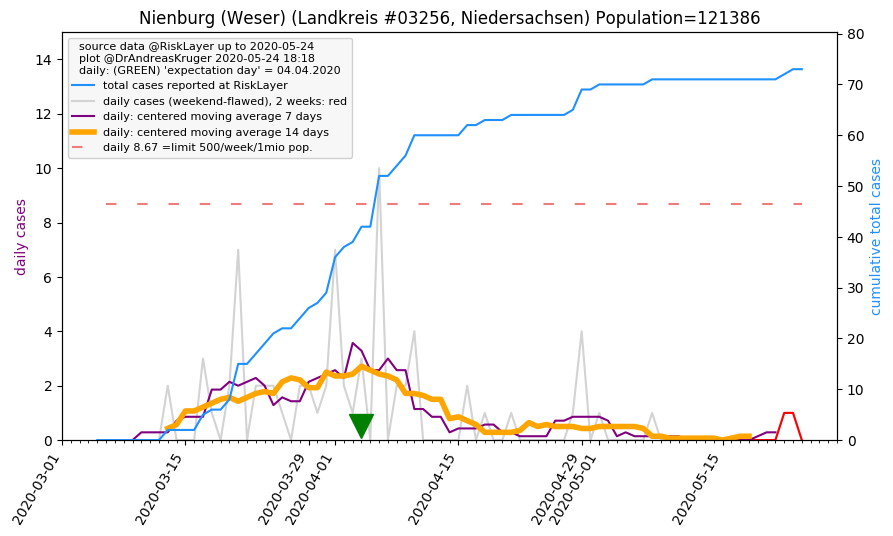 Nienburg (Weser) (Landkreis #03256, Niedersachsen) Population=121386
source data @RiskLayer up to 2020-05-24
plot @DrAndreasKruger 2020-05-24 18:18
daily: (GREEN) 'expectation day' = 04.04.2020
total cases reported at RiskLayer
daily cases (weekend-flawed), 2 weeks: red
daily: centered moving average 7 days
daily: centered moving average 14 days
daily 8.67 =limit 500/week/1mio pop.
daily cases
14
12
10
8
6
4
2
0
cumulative total cases
80
70
60
50
40
30
20
10
0
2020-03-01
2020-03-15
2020-03-29
2020-04-01
2020-04-15
2020-04-29
2020-05-01
2020-05-15